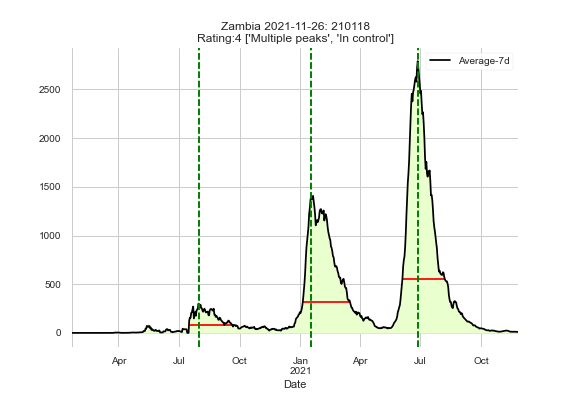 Zambia 2021-11-26: 210118
Rating:4 ['Multiple peaks', 'In control']
Average-7d
2500
2000
1500
1000
500
0
Apr Jul Oct Jan Apr Jul Oct
2021
Date